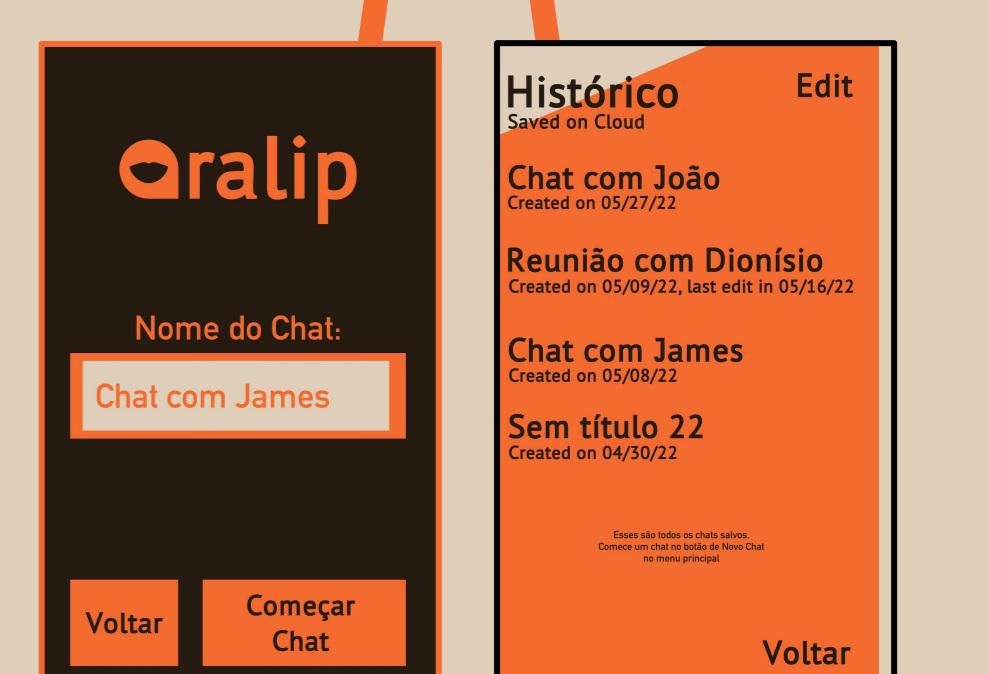 Oralip
Nome do Chat:
Chat com James
Voltar
Começar
Chat
Histórico
Saved on Cloud
Edit
Chat com João
Created on 05/27/22
Reunião com Dionísio
Created on 05/09/22, last edit in 05/16/22
Chat com James
Created on 05/08/22
Sem título 22
Created on 04/30/22
Esses são todos os chats salvos.
Comece um chat no botão de Novo Chat
no menu principal
Voltar